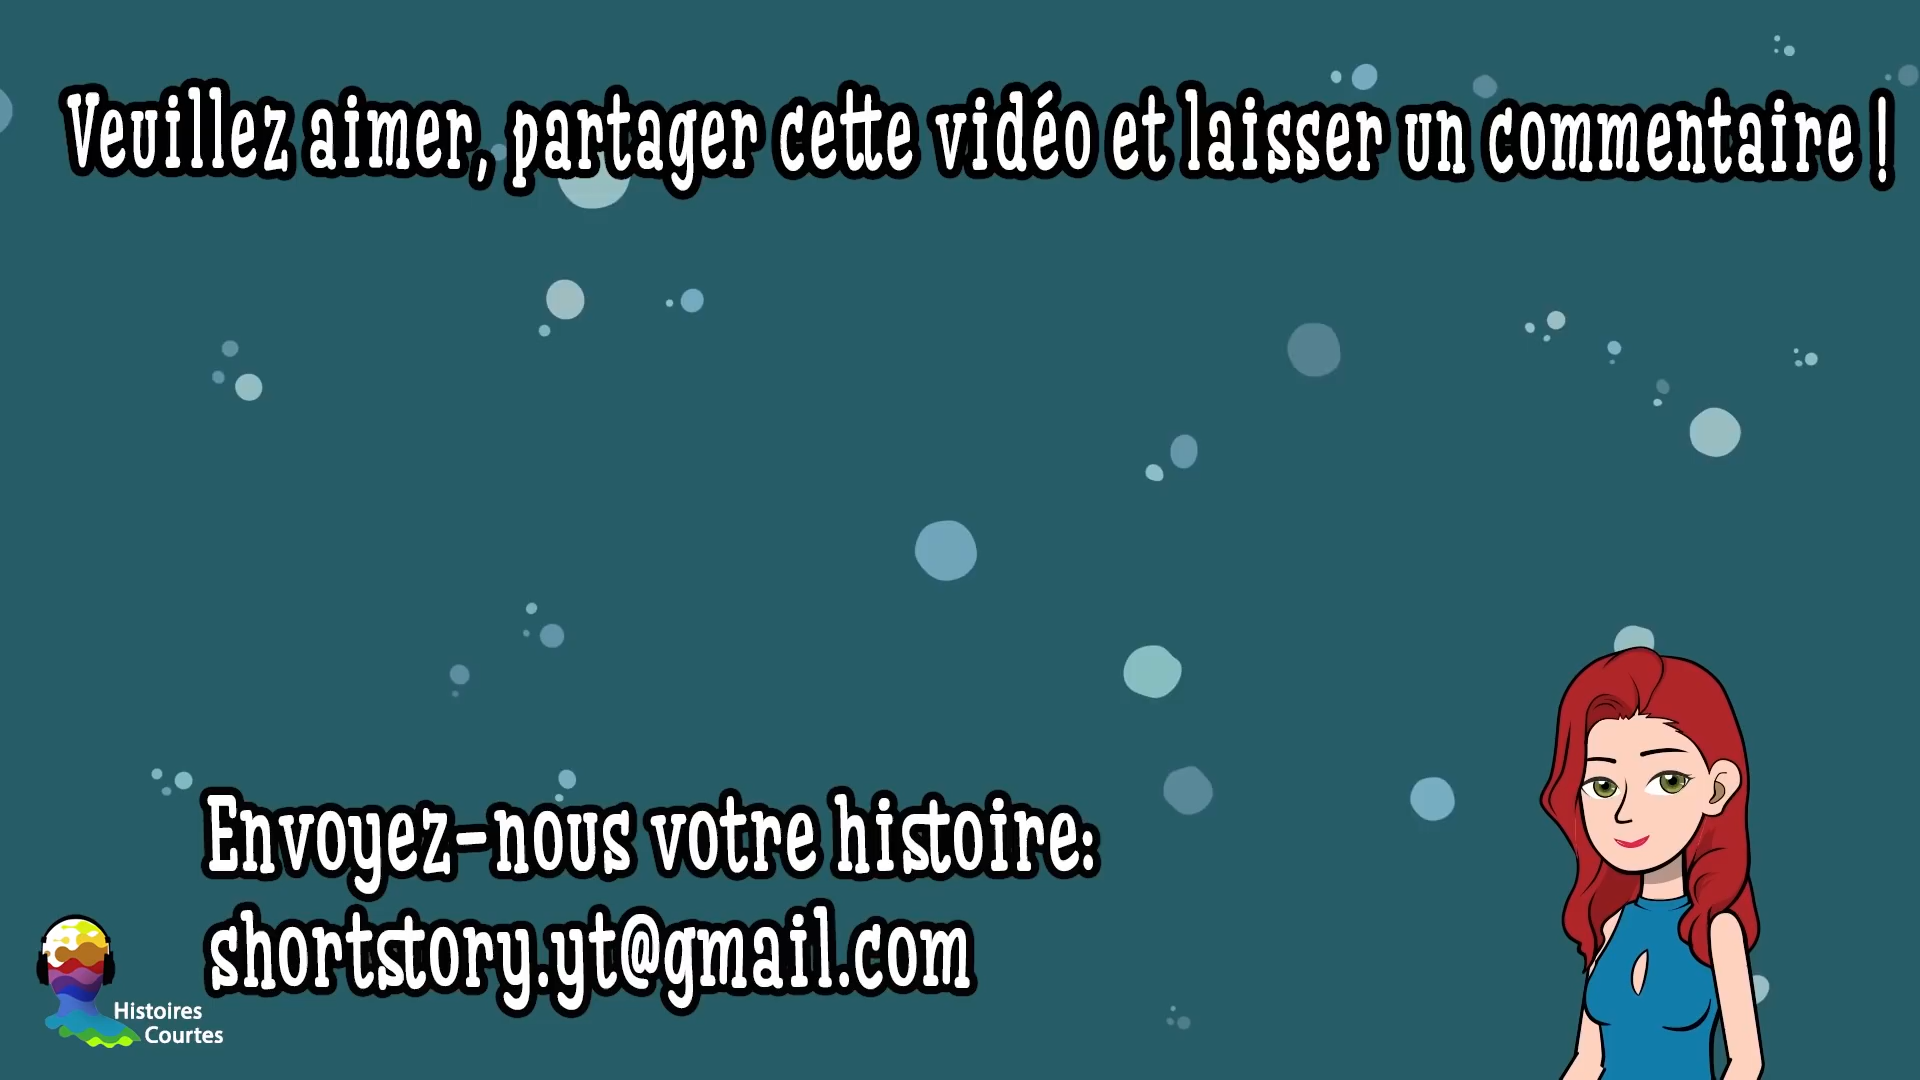 Veuillez aimer, partager cette vidéo et laisser un commentaire !
Envoyez-nous votre histoire:
shortstory.yt@gmail.com
Histoires
Courtes